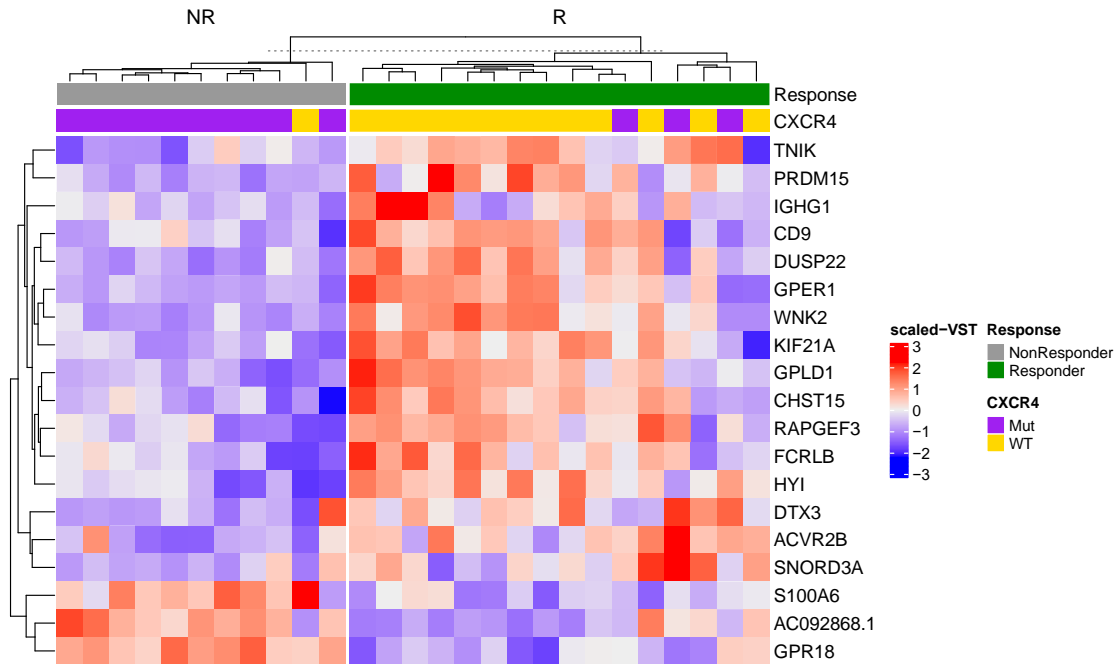 NR R
Response
CXCR4
TNIK
PRDM15
IGHG1
CD9
DUSP22
GPER1
WNK2
KIF21A
GPLD1
CHST15
RAPGEF3
FCRLB
HYI
DTX3
ACVR2B
SNORD3A
S100A6
AC092868.1
GPR18
scaled−VST
3
2
1
0
−1
−2
−3
Response
NonResponder
Responder
CXCR4
Mut
WT